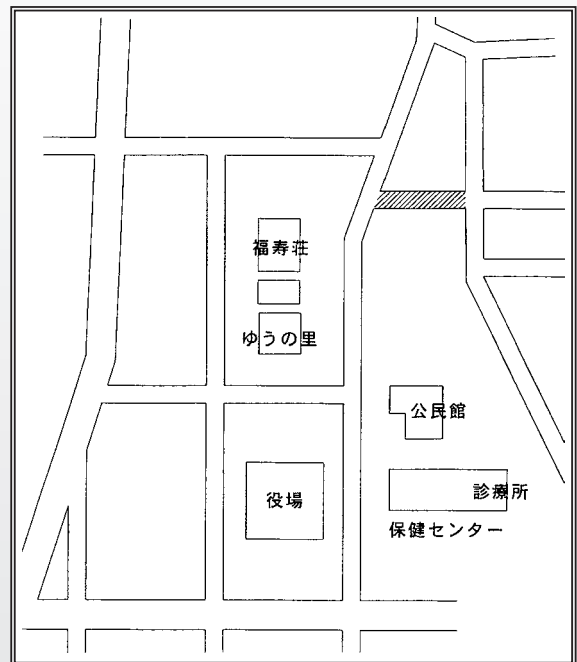 福寿荘
ゆうの里
公民館
役場
診療所
保健センター